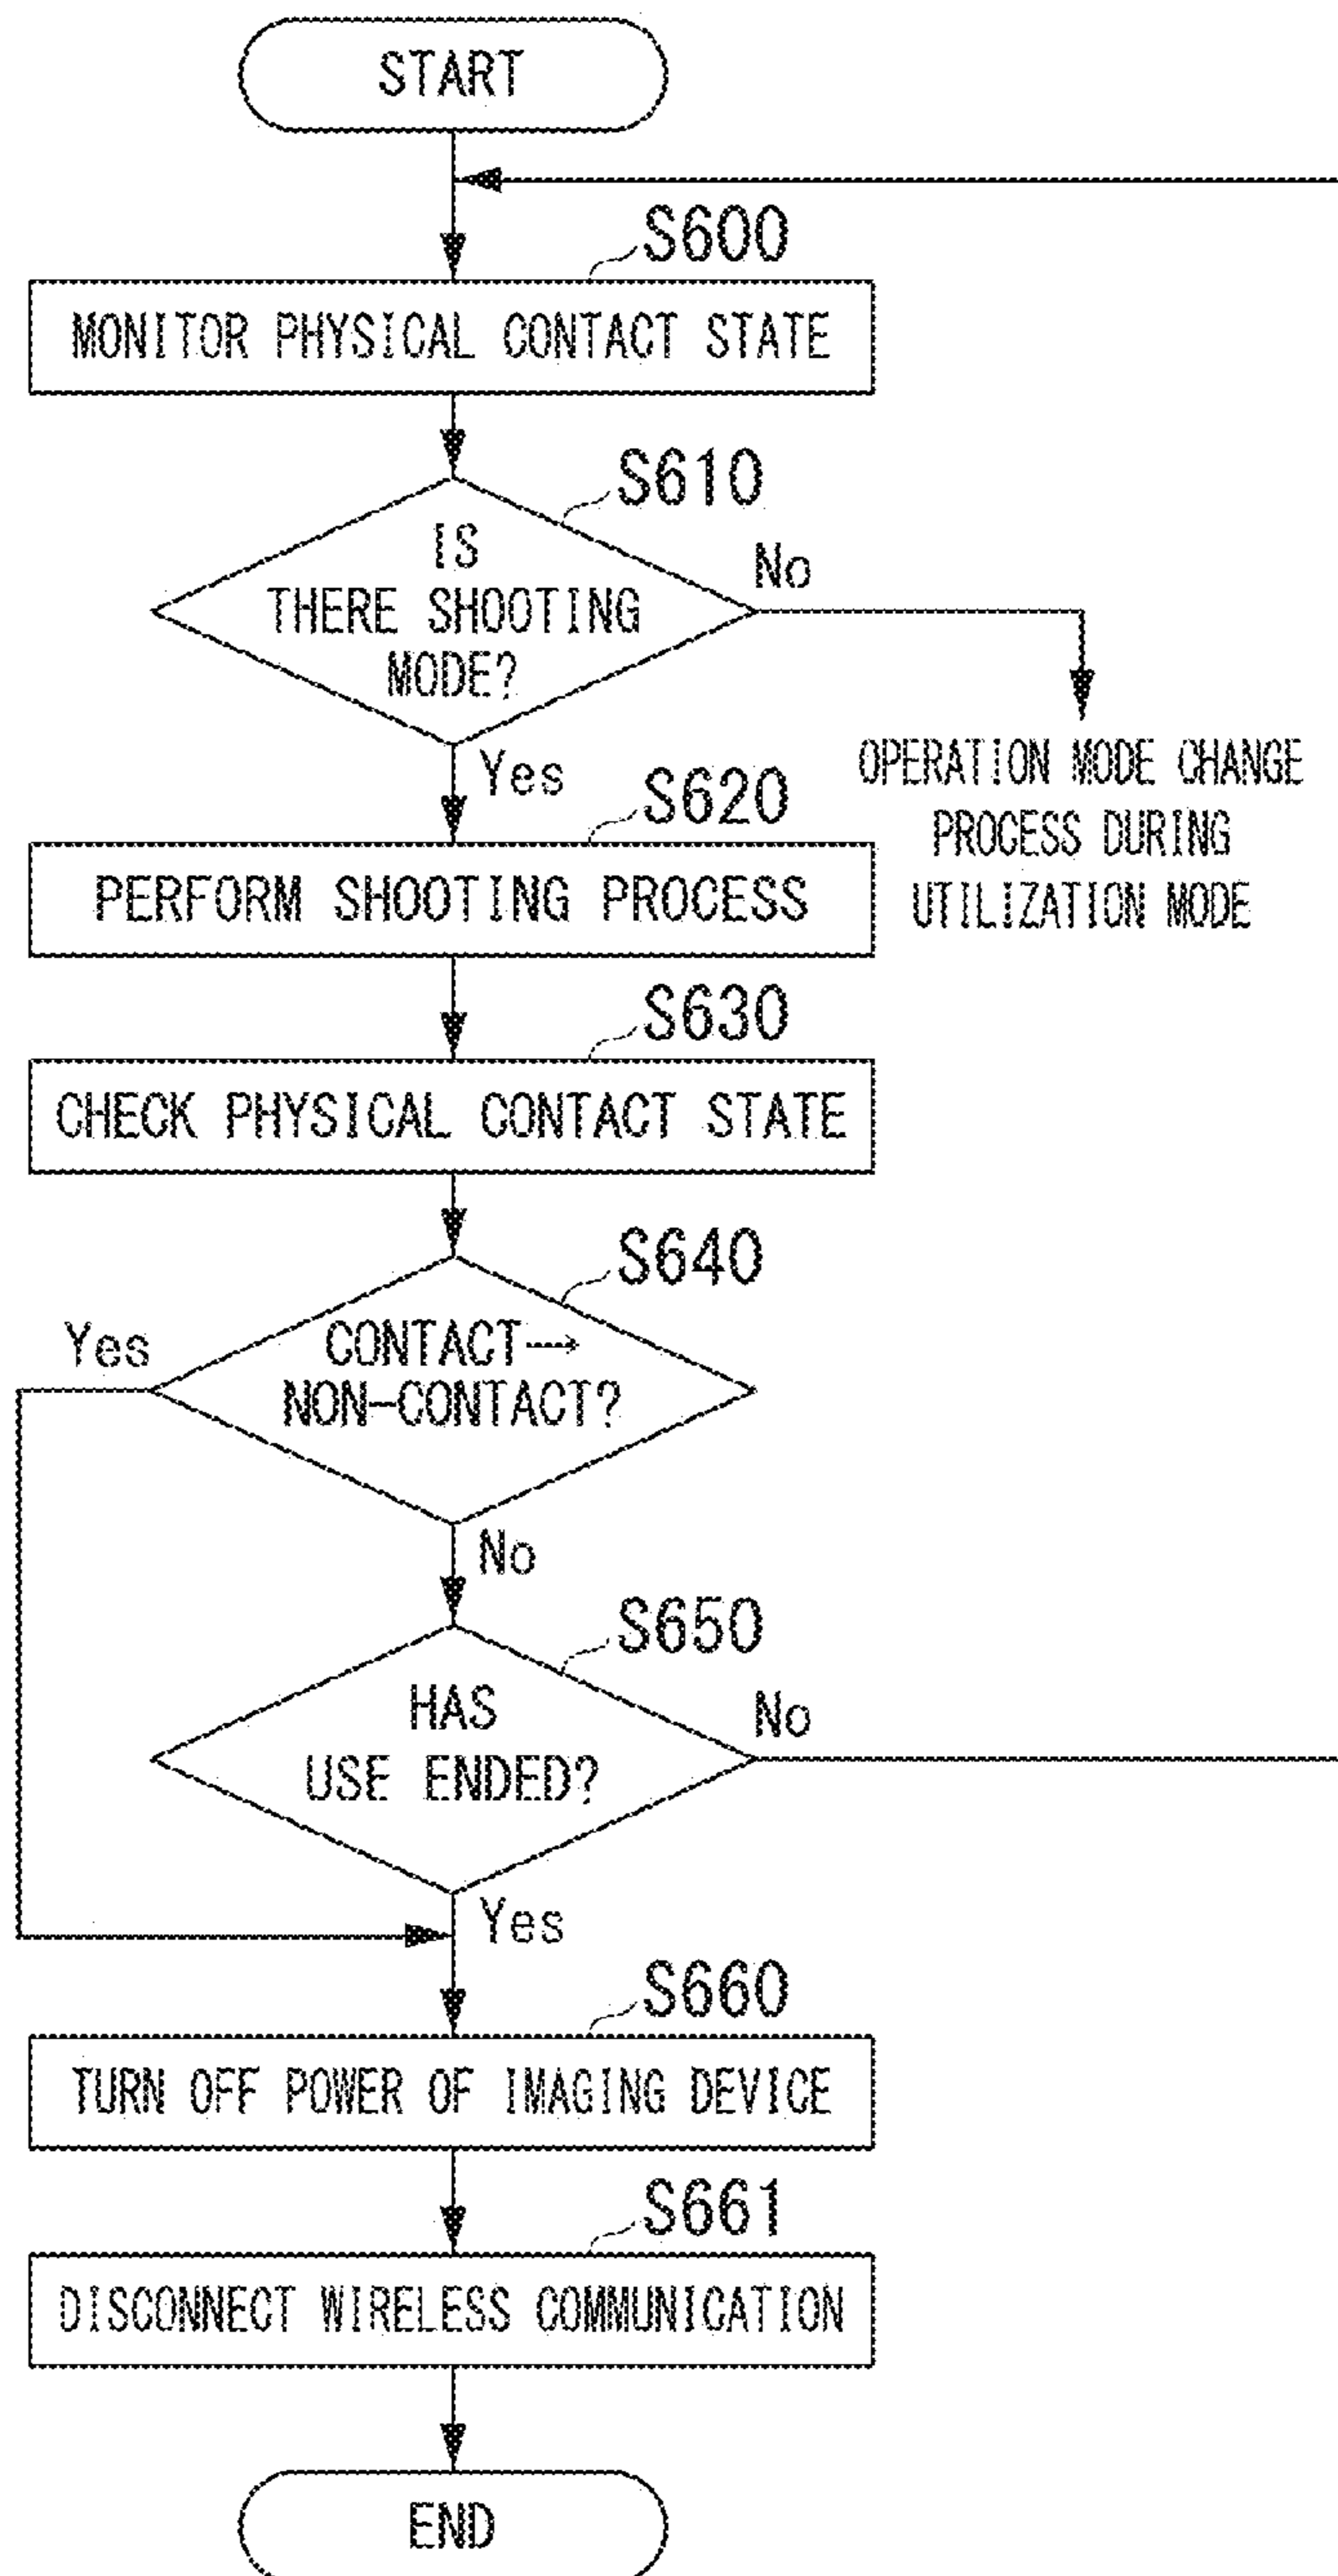 START
S600
MONITOR PHYSICAL CONTACT STATE
S610
IS
THERE SHOOTING
MODE?
No
Yes
OPERATION MODE CHANGE
PROCESS DURING
UTILIZATION MODE
S620
PERFORM SHOOTING PROCESS
S630
CHECK PHYSICAL CONTACT STATE
S640
Yes
CONTACT→
NON-CONTACT?
No
S650
HAS
USE ENDED?
No
Yes
S660
TURN OFF POWER OF IMAGING DEVICE
S661
DISCONNECT WIRELESS COMMUNICATION
END